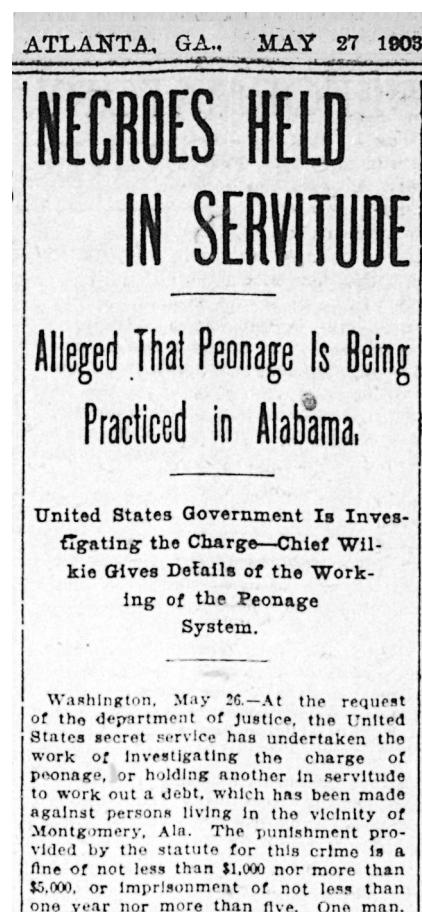 ATLANTA, GA., MAY 27 1903
NEGROES HELD
IN SERVITUDE
Alleged That Peonage Is Being
Practiced in Alabama.
United States Government Is Inves-
tigating the Charge—Chief Wil-
kie Gives Details of the Work-
ing of the Peonage
System.
Washington, May 26.—At the request
of the department of justice, the United
States secret service has undertaken the
work of investigating the charge of
peonage, or holding another in servitude
to work out a debt, which has been made
against persons living in the vicinity of
Montgomery, Ala. The punishment pro-
vided by the statute for this crime is a
fine of not less than $1,000 nor more than
$5,000, or imprisonment of not less than
one year nor more than five. One man,